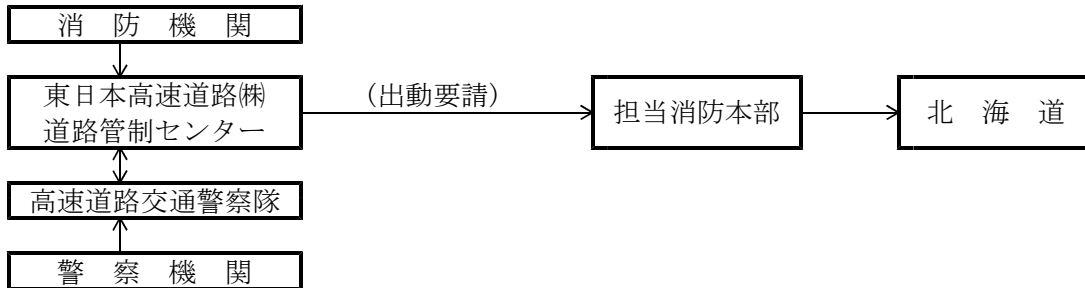 消　防　機　関
東日本高速道路㈱
道路管制センター
（出動要請）
担当消防本部
北　海　道
高速道路交通警察隊
警　察　機　関